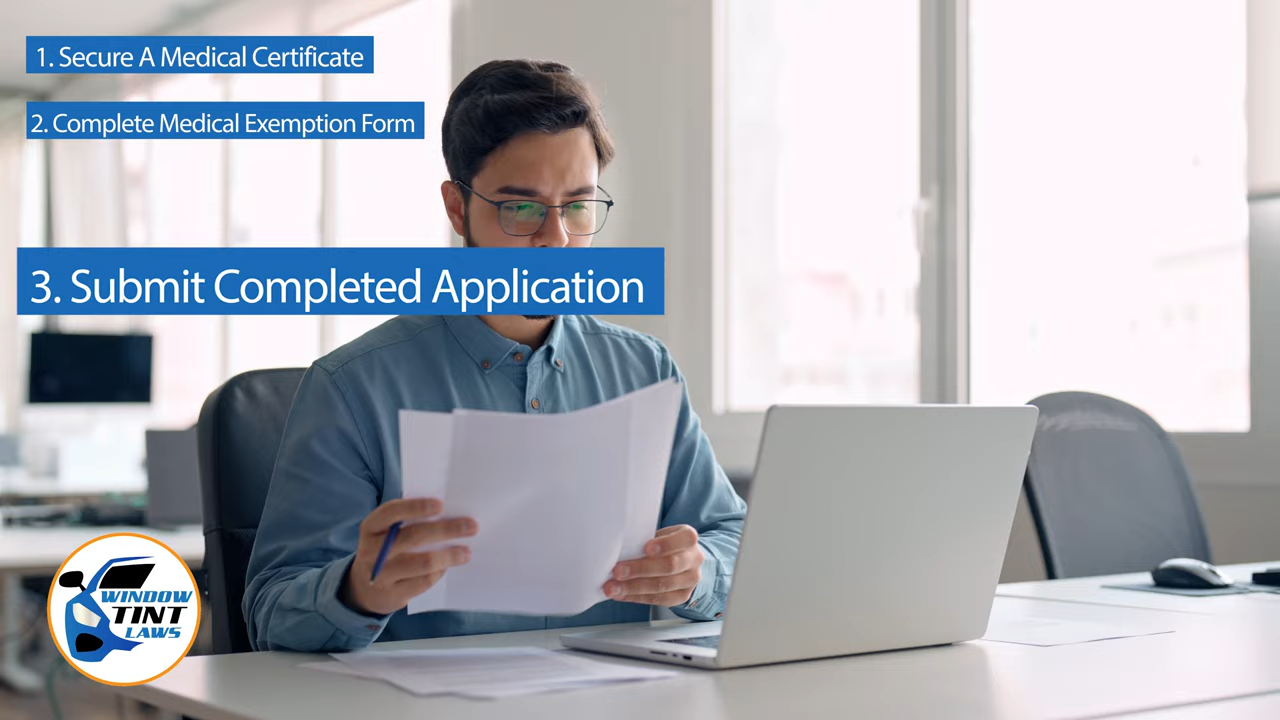 1. Secure A Medical Certificate
2. Complete Medical Exemption Form
3. Submit Completed Application
WINDOW
TINT
LAWS